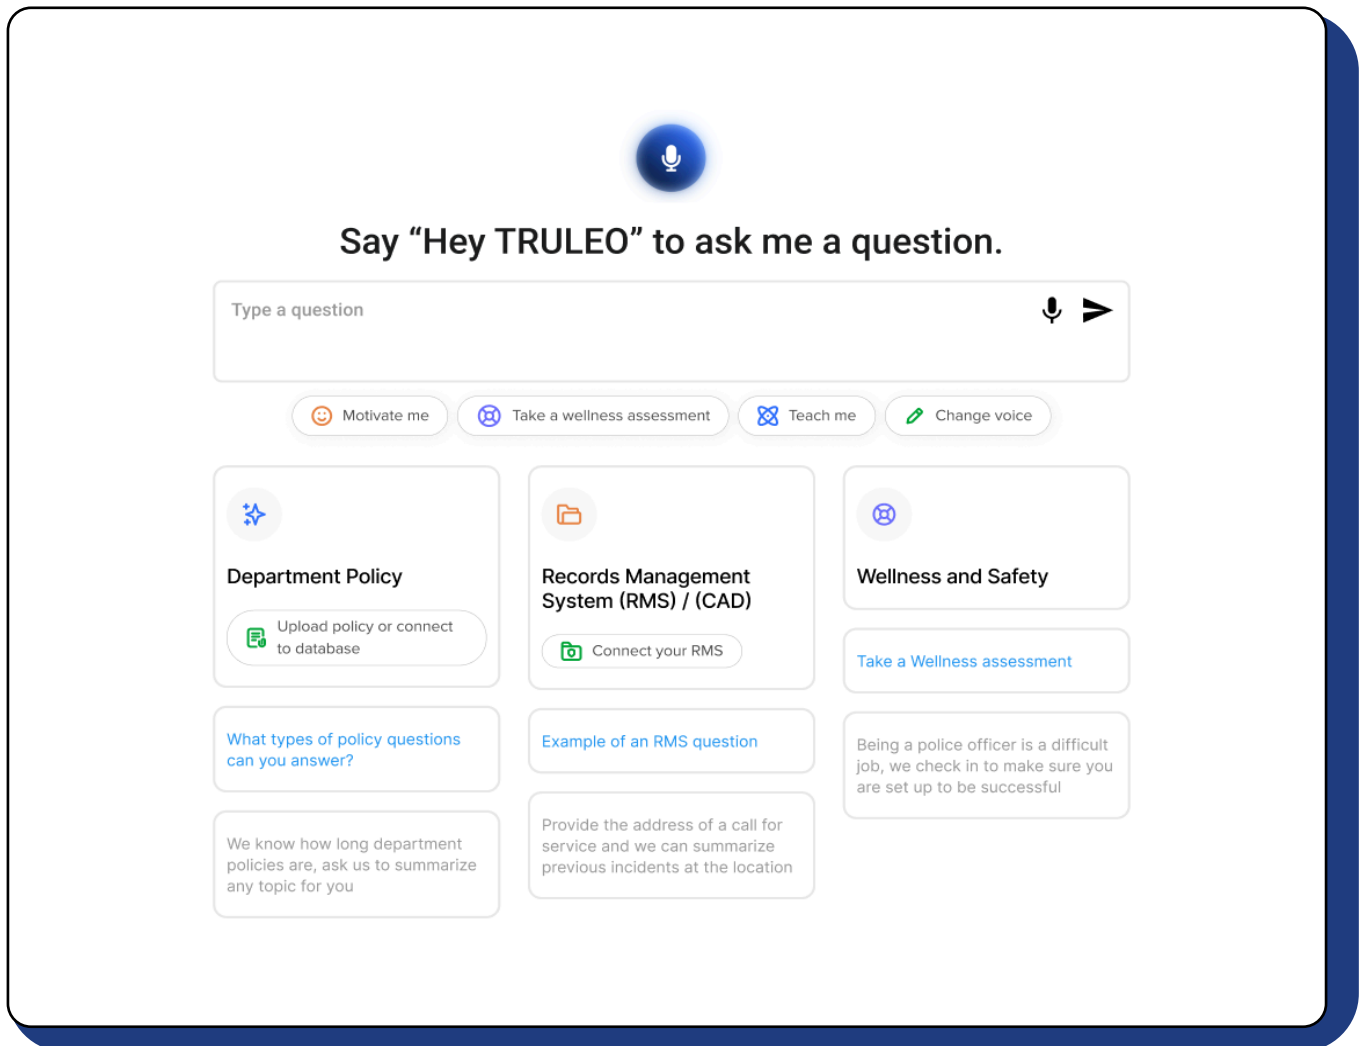 Say “Hey TRULEO” to ask me a question.
Type a question
Motivate me
Take a wellness assessment
Teach me
Change voice
Department Policy
Upload policy or connect
to database
What types of policy questions
can you answer?
We know how long department
policies are, ask us to summarize
any topic for you
Records Management
System (RMS) / (CAD)
Connect your RMS
Example of an RMS question
Provide the address of a call for
service and we can summarize
previous incidents at the location
Wellness and Safety
Take a Wellness assessment
Being a police officer is a difficult
job, we check in to make sure you
are set up to be successful